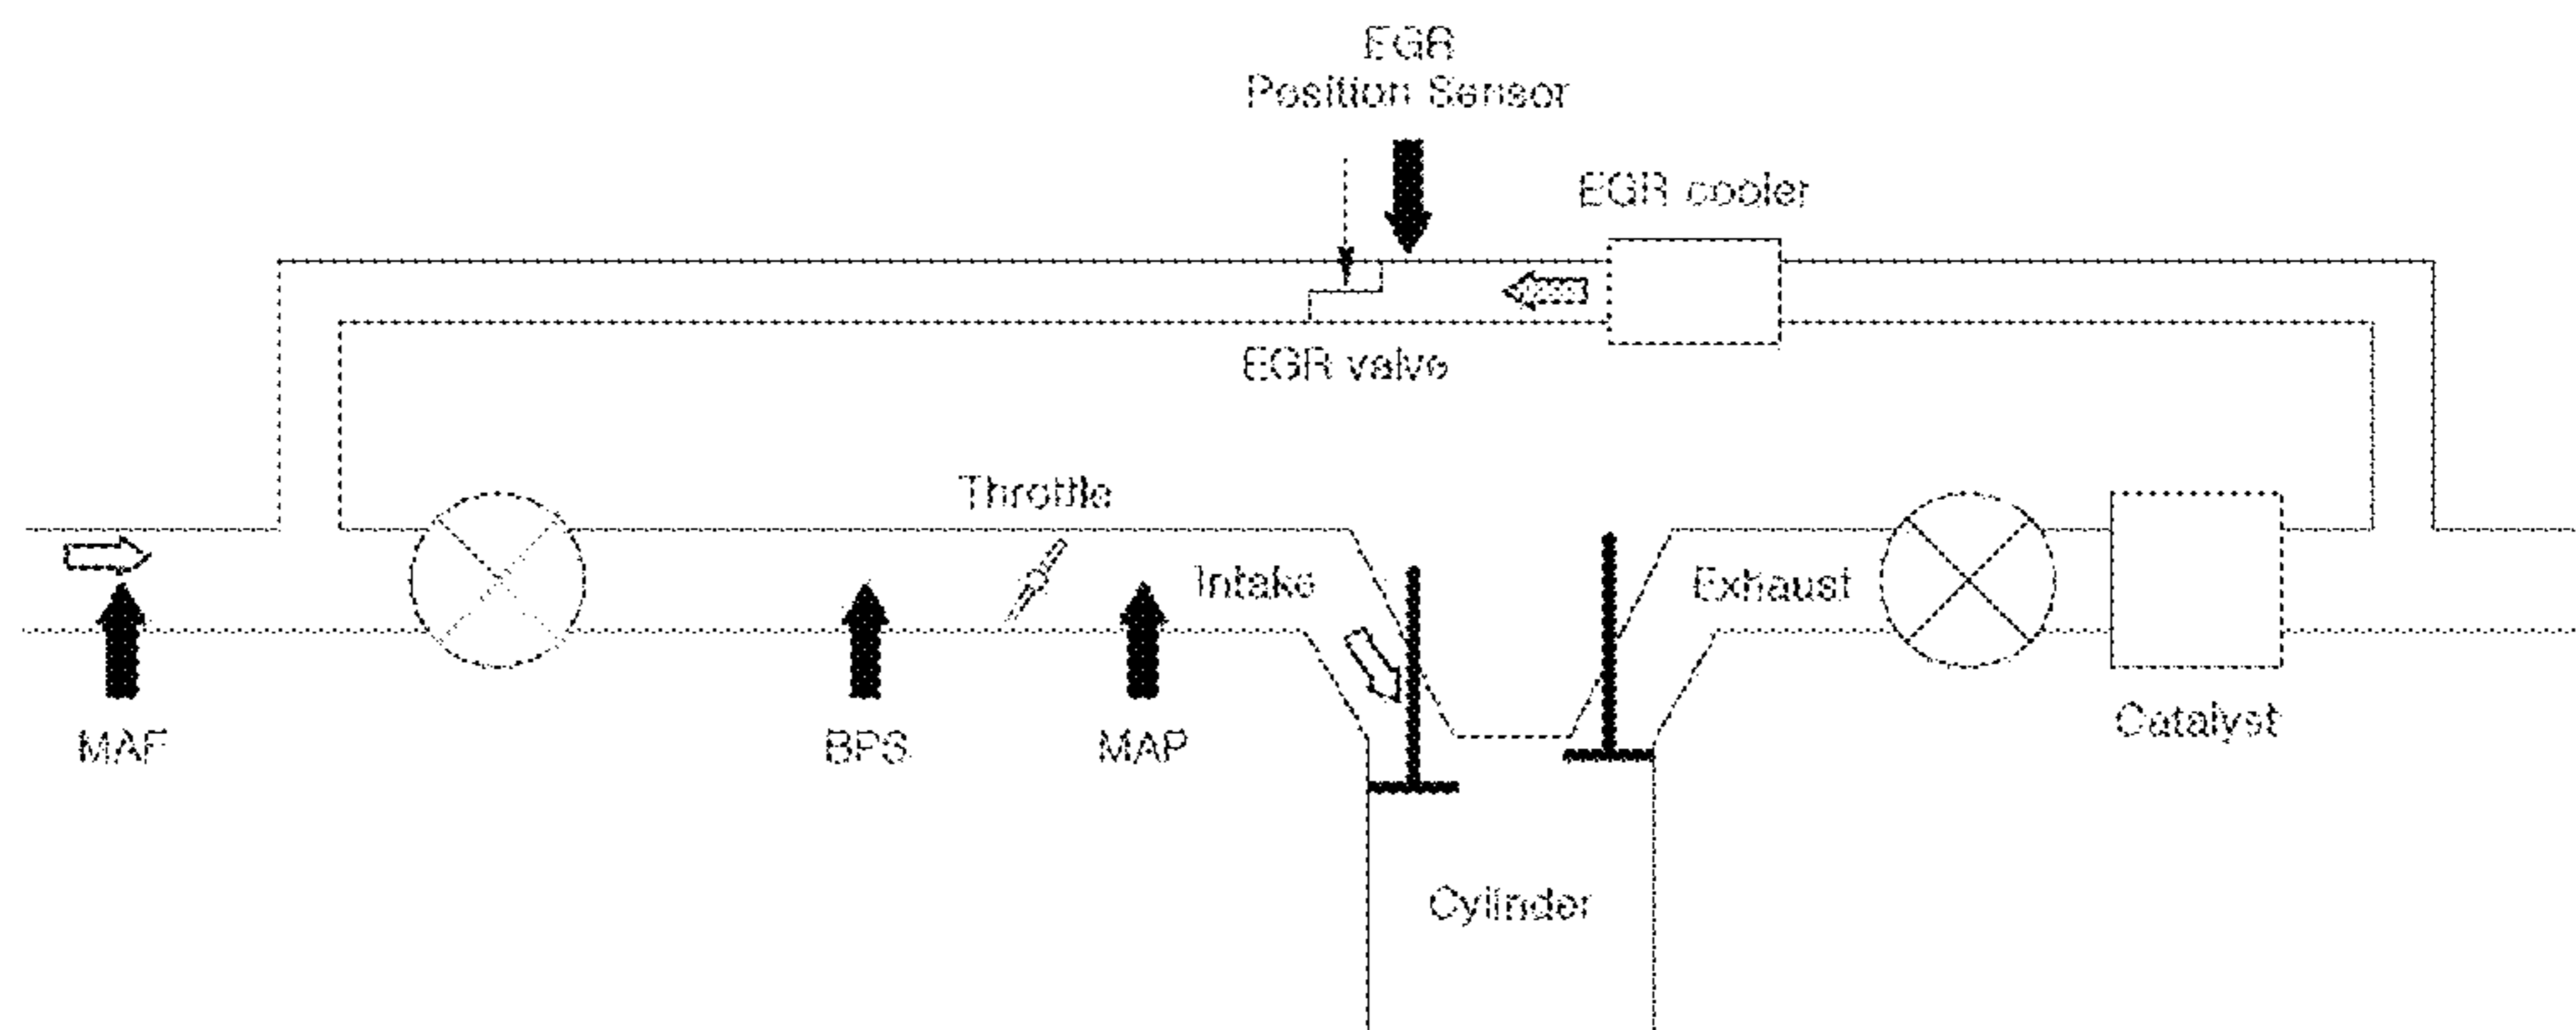 EGR
Position Sensor
EGR cooler
EGR valve
Throttle
Intake
Exhaust
MAF
BPS
MAP
Catalyst
Cylinder